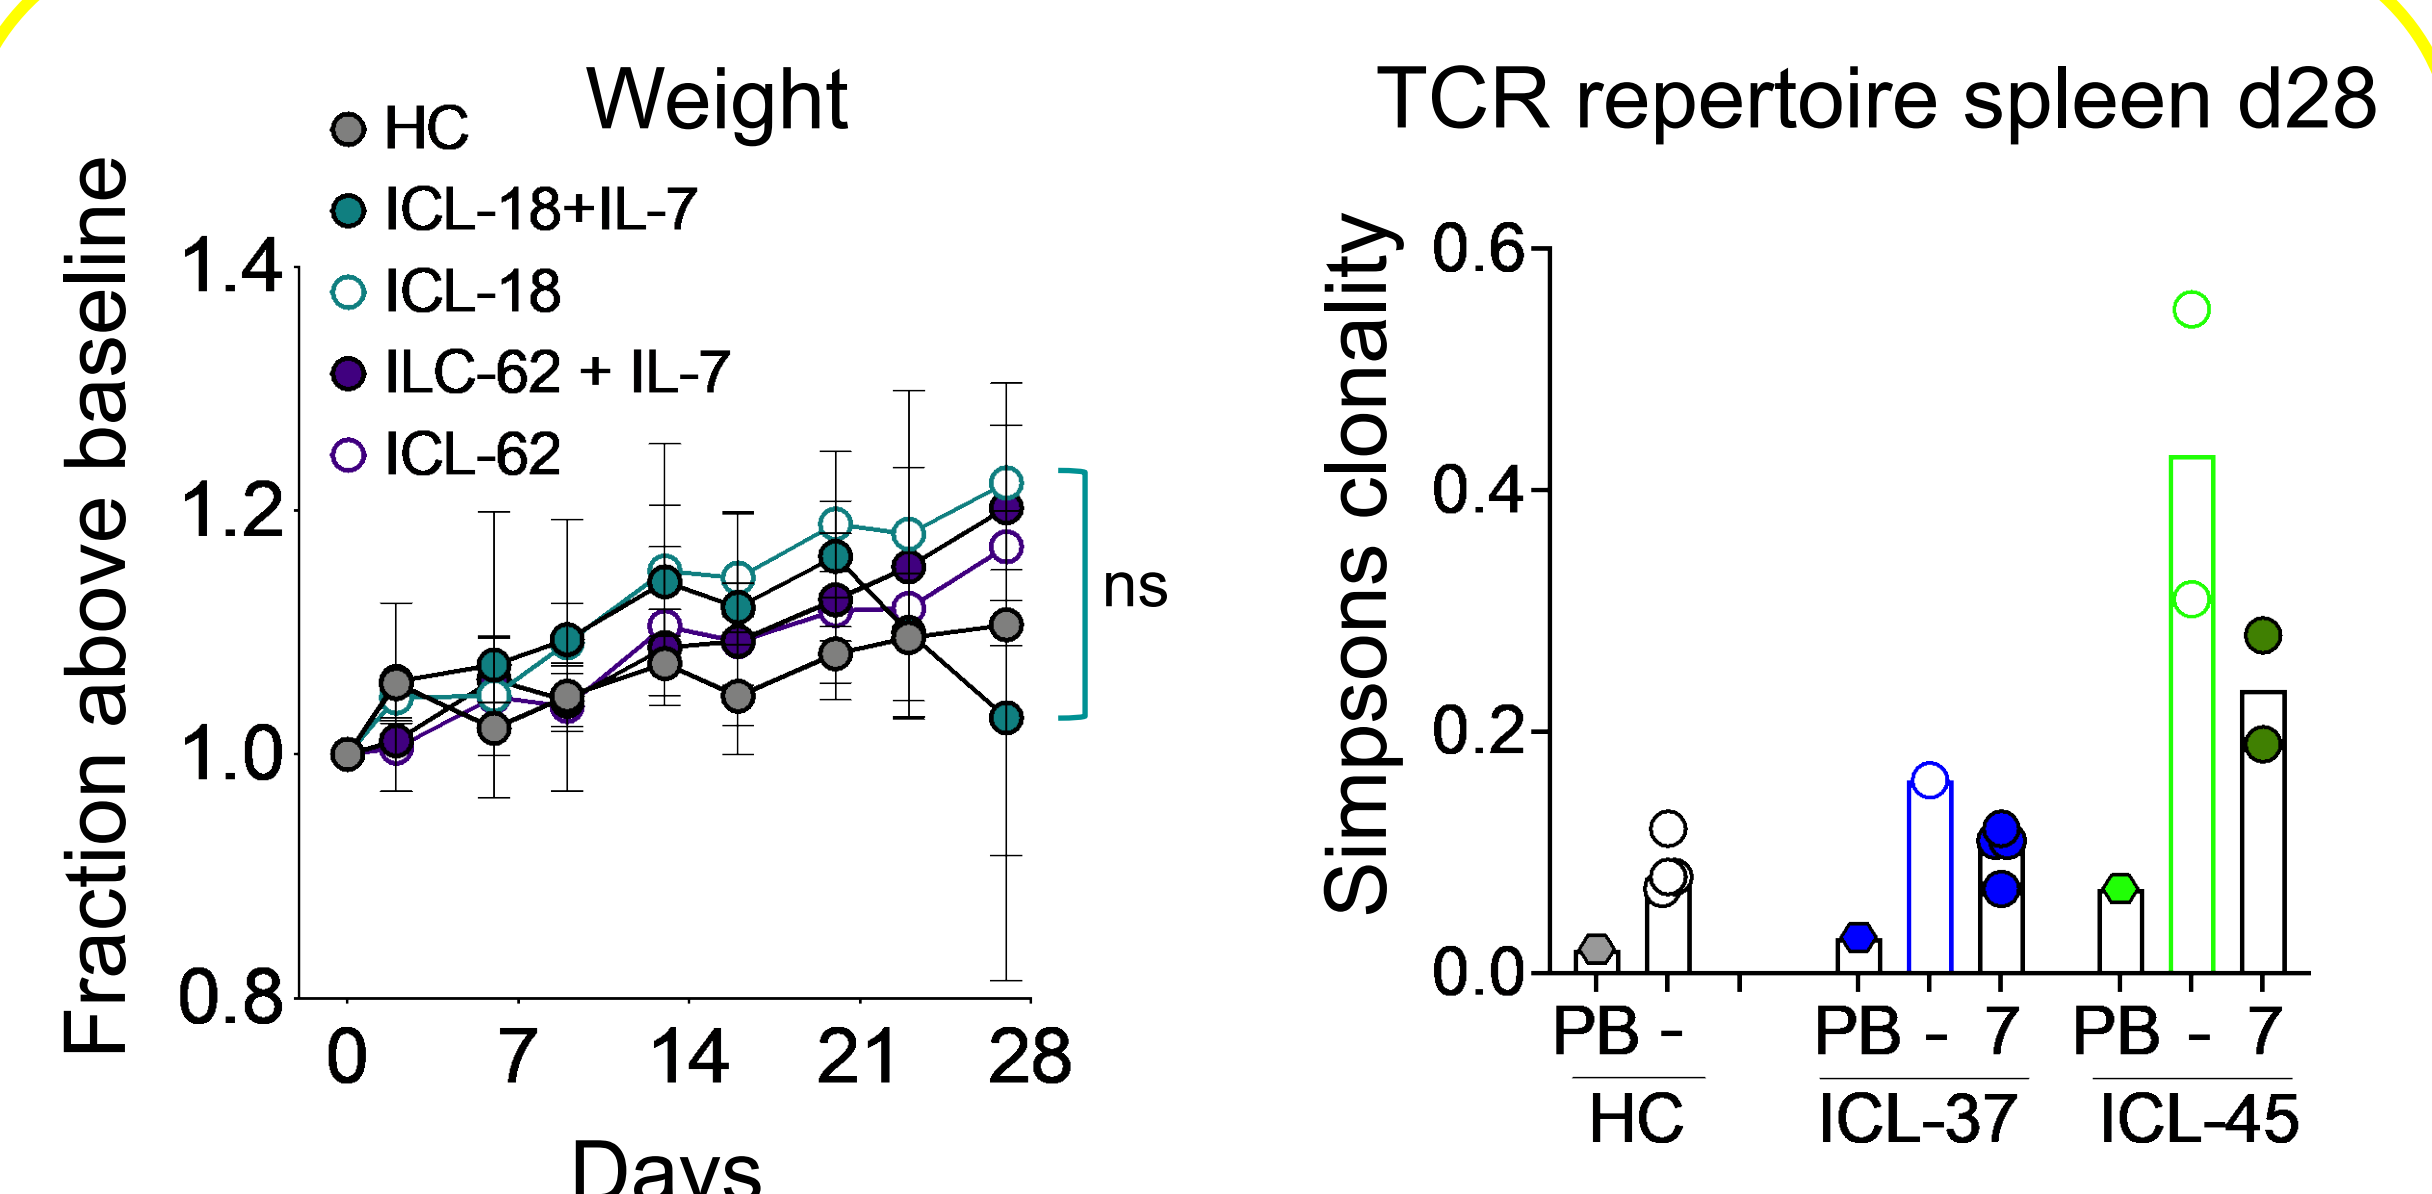 Weight
HC
ICL-18+IL-7
ICL-18
ILC-62 + IL-7
ICL-62
Fraction above baseline
1.4
1.2
1.0
0.8
0 7 14 21 28
Days
ns
TCR repertoire spleen d28
Simpsons clonality
0.6
0.4
0.2
0.0
PB - PB - 7 PB - 7
HC ICL-37 ICL-45